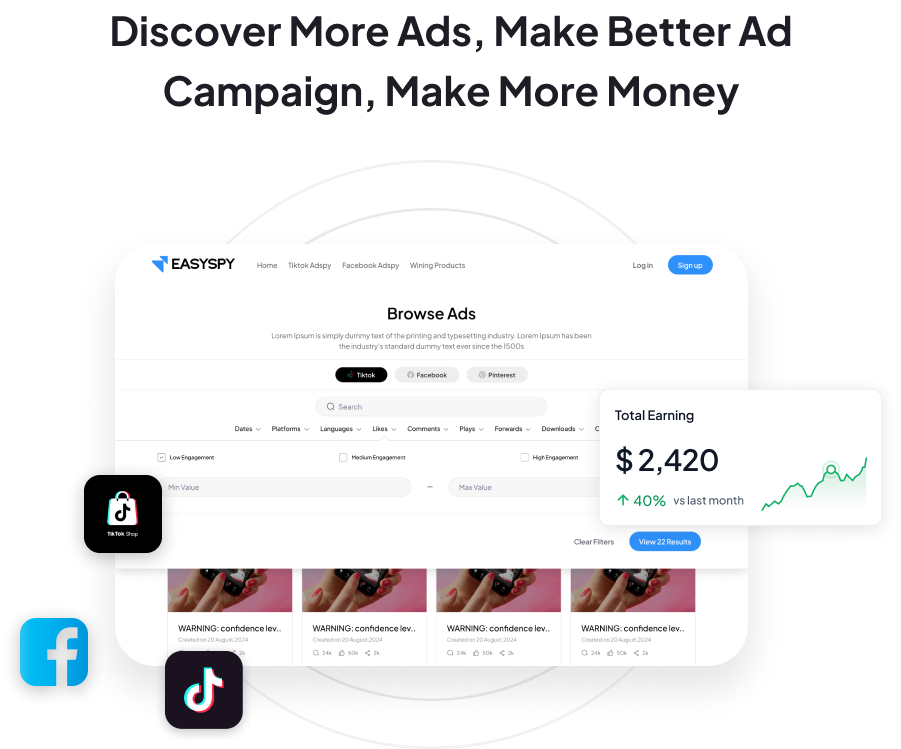 Discover More Ads, Make Better Ad
Campaign, Make More Money
EASYSPY
Home Tiktok Adspy Facebook Adspy Wining Products
Log in Sign up
Browse Ads
Lorem Ipsum is simply dummy text of the printing and typesetting industry. Lorem Ipsum has been
the industry's standard dummy text ever since the 1500s
Tiktok Facebook Pinterest
Search
Dates Platforms Languages Likes Comments Plays Forwards Downloads C
Low Engagement Medium Engagement High Engagement
Min Value – Max Value
Total Earning
$ 2,420
40% vs last month
TikTok Shop
Clear Filters View 22 Results
WARNING: confidence lev.. WARNING: confidence lev.. WARNING: confidence lev.. WARNING: confidence lev..
Created on 20 August,2024 Created on 20 August,2024 Created on 20 August,2024 Created on 20 August,2024
2k 24k 50k 2k 24k 50k 2k 24k 50k 2k